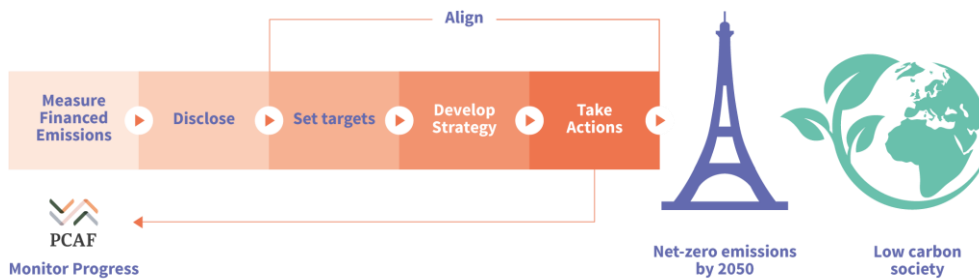 Align
Measure
Financed
Emissions
Disclose
Set targets
Develop
Strategy
Take
Actions
PCAF
Monitor Progress
Net-zero emissions
by 2050
Low carbon
society